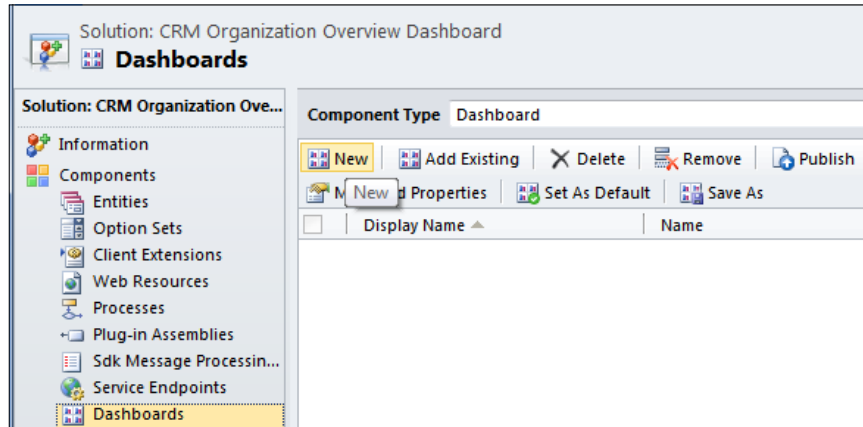 Solution: CRM Organization Overview Dashboard
Dashboards
Solution: CRM Organization Ove...
Information
Components
Entities
Option Sets
Client Extensions
Web Resources
Processes
Plug-in Assemblies
Sdk Message Processin...
Service Endpoints
Dashboards
Component Type Dashboard
New Add Existing Delete Remove Publish
New Properties Set As Default Save As
Display Name Name